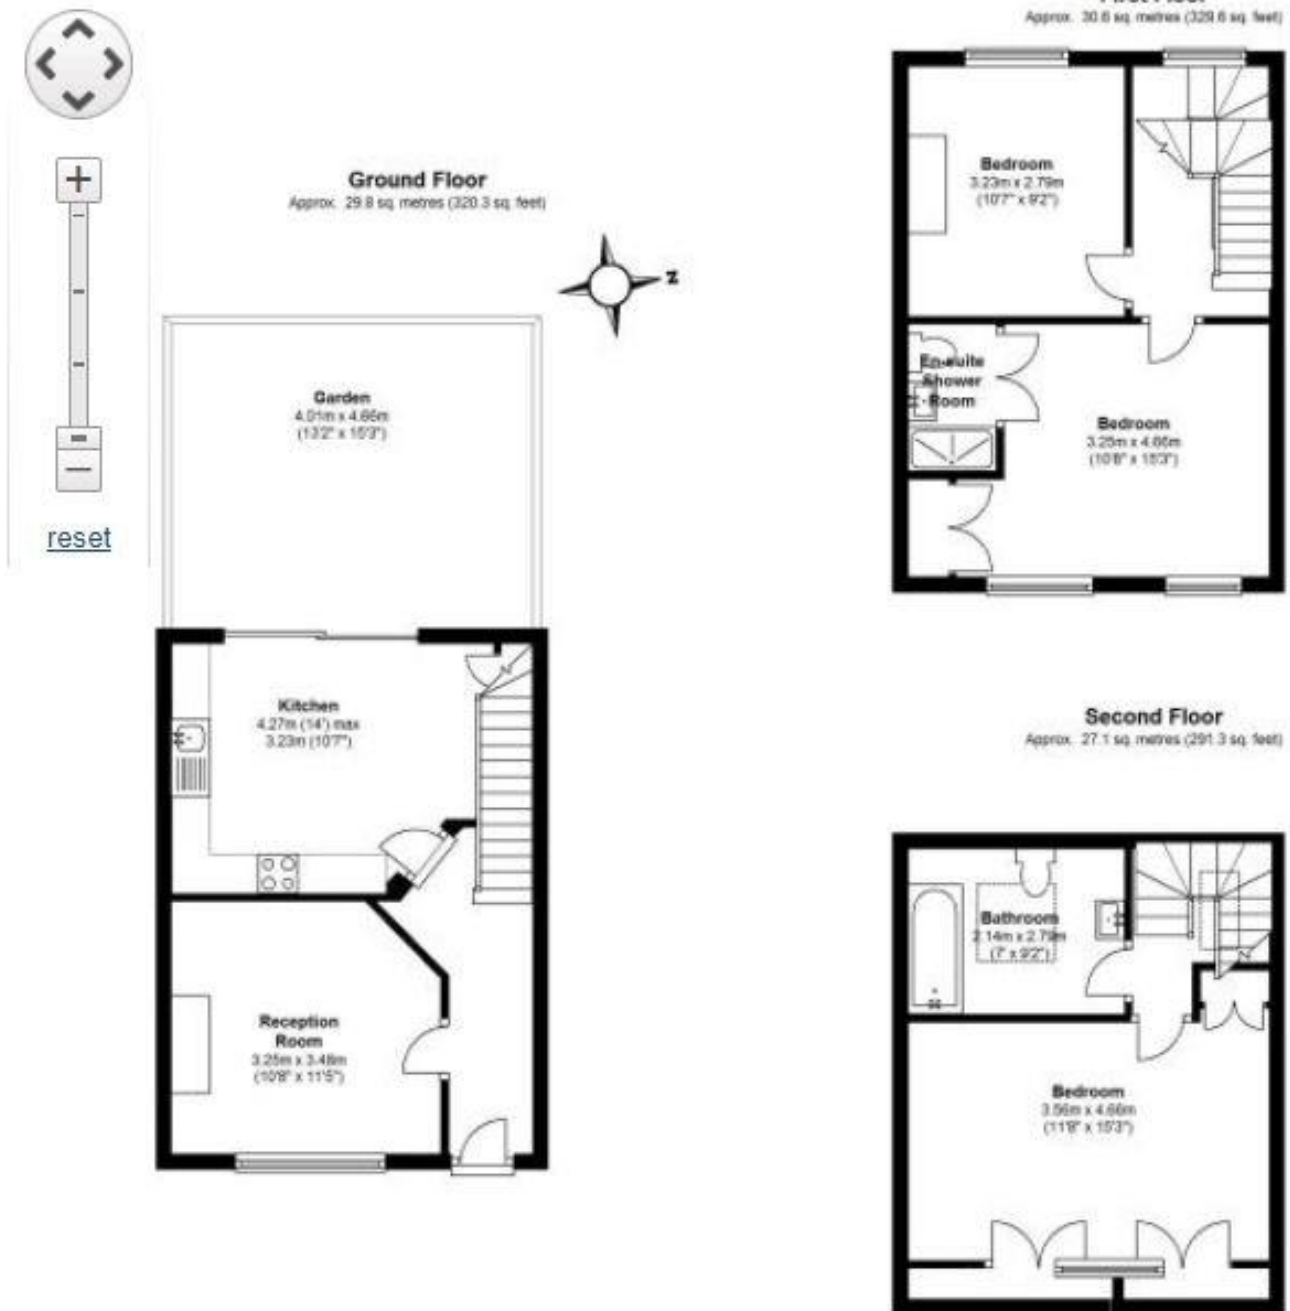 Ground Floor
Approx. 29.8 sq. metres (320.3 sq. feet)
N
Garden
4.01m x 4.66m
(13'2" x 15'3")
Kitchen
4.27m (14') max
3.23m (10'7")
Reception
Room
3.25m x 3.48m
(10'8" x 11'5")
reset
Approx. 30.6 sq. metres (329.6 sq. feet)
Bedroom
3.23m x 2.79m
(10'7" x 9'2")
En-suite
Shower
Room
Bedroom
3.25m x 4.66m
(10'8" x 15'3")
Second Floor
Approx. 27.1 sq. metres (291.3 sq. feet)
Bathroom
2.14m x 2.79m
(7' x 9'2")
Bedroom
3.56m x 4.66m
(11'8" x 15'3")